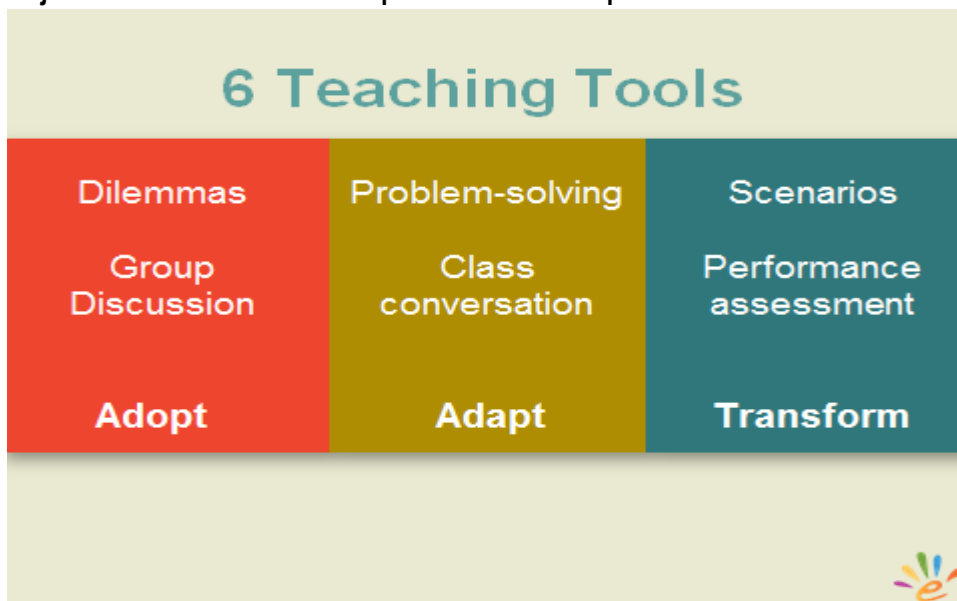 6 Teaching Tools
Dilemmas
Group
Discussion
Adopt
Problem-solving
Class
conversation
Adapt
Scenarios
Performance
assessment
Transform
e